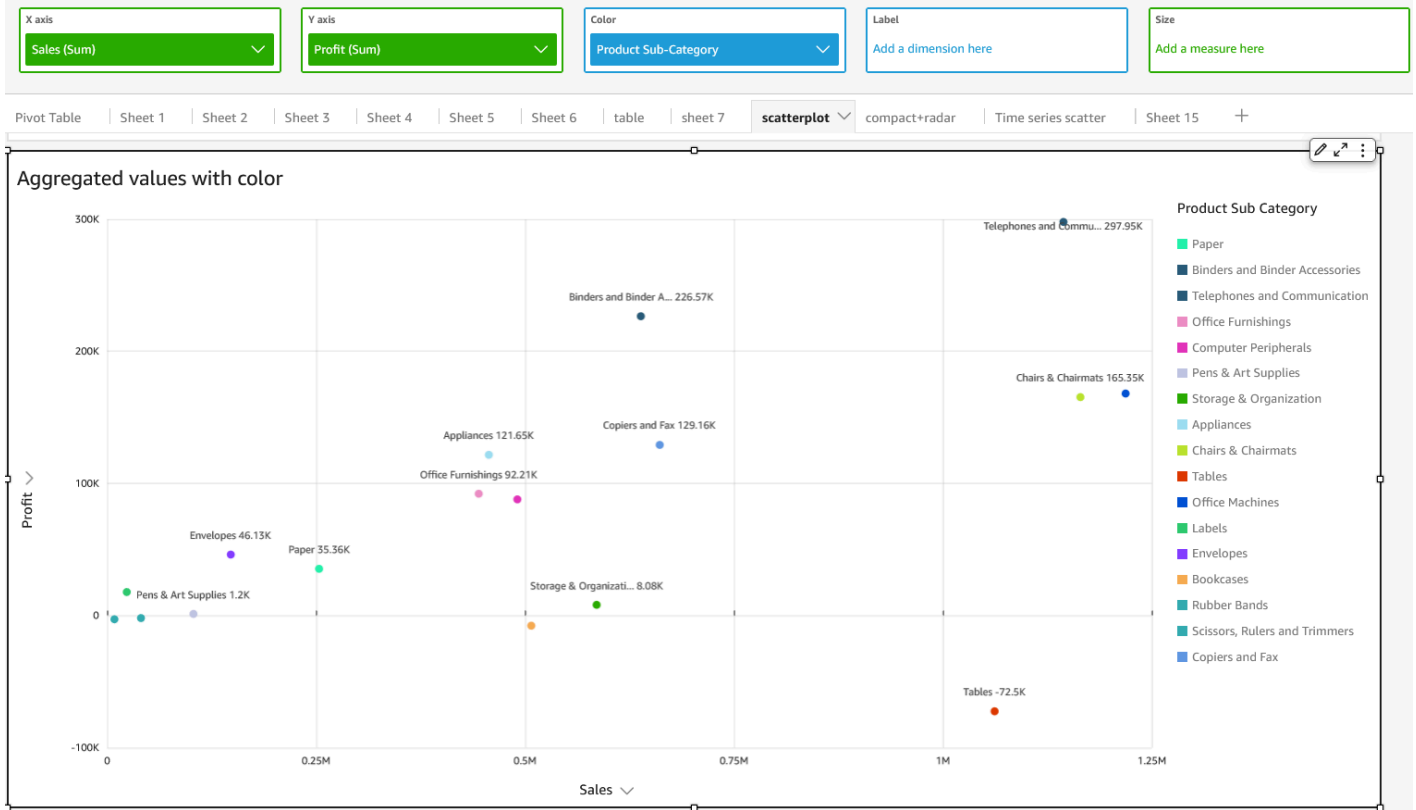 X axis
Y axis
Color
Label
Size
Sales (Sum)
Profit (Sum)
Product Sub-Category
Add a dimension here
Add a measure here
Pivot Table
Sheet 1
Sheet 2
Sheet 3
Sheet 4
Sheet 5
Sheet 6
table
sheet 7
scatterplot
compact+radar
Time series scatter
Sheet 15
Aggregated values with color
300K
200K
100K
0
-100K
Profit
Telephones and Commu... 297.95K
Binders and Binder A... 226.57K
Chairs & Chairmats 165.35K
Copiers and Fax 129.16K
Appliances 121.65K
Office Furnishings 92.21K
Envelopes 46.13K
Paper 35.36K
Storage & Organizati... 8.08K
Pens & Art Supplies 1.2K
Tables -72.5K
0
0.25M
0.5M
0.75M
1M
1.25M
Sales
Product Sub Category
Paper
Binders and Binder Accessories
Telephones and Communication
Office Furnishings
Computer Peripherals
Pens & Art Supplies
Storage & Organization
Appliances
Chairs & Chairmats
Tables
Office Machines
Labels
Envelopes
Bookcases
Rubber Bands
Scissors, Rulers and Trimmers
Copiers and Fax